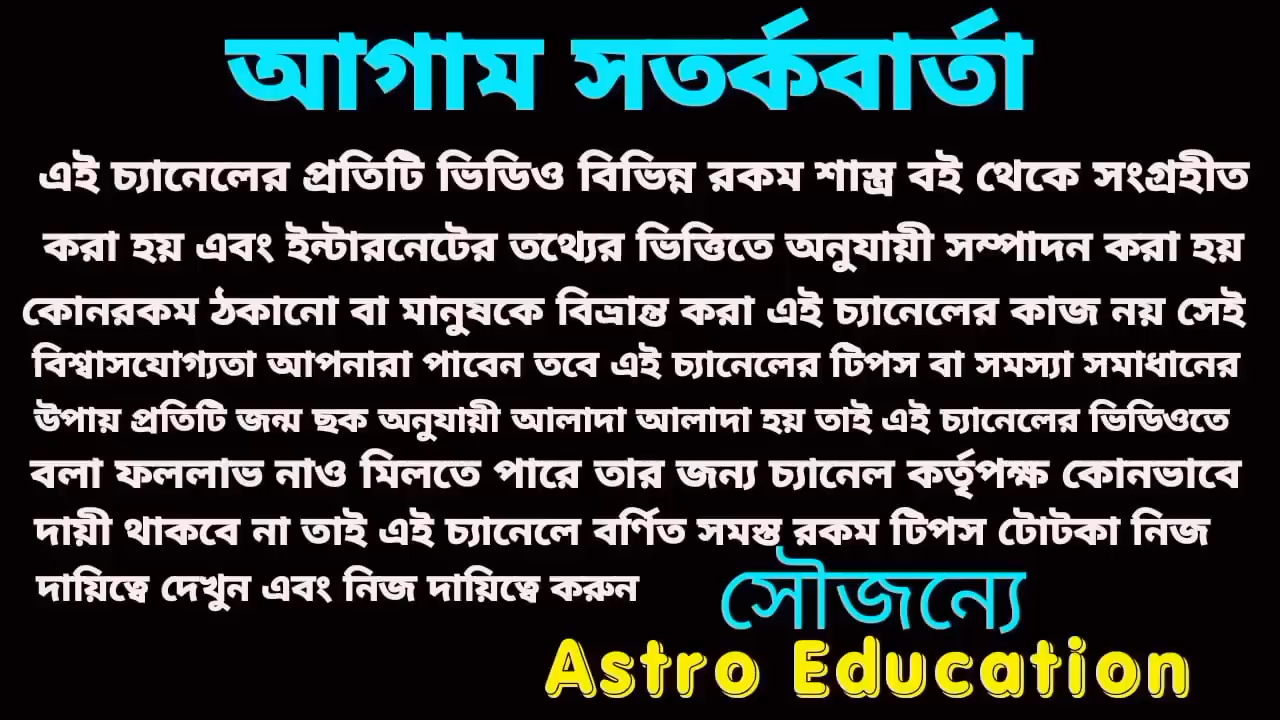 আগাম সতর্কবার্তা
এই চ্যানেলের প্রতিটি ভিডিও বিভিন্ন রকম শাস্ত্র বই থেকে সংগ্রহীত
করা হয় এবং ইন্টারনেটের তথ্যের ভিত্তিতে অনুযায়ী সম্পাদন করা হয়
কোনরকম ঠকানো বা মানুষকে বিভ্রান্ত করা এই চ্যানেলের কাজ নয় সেই
বিশ্বাসযোগ্যতা আপনারা পাবেন তবে এই চ্যানেলের টিপস বা সমস্যা সমাধানের
উপায় প্রতিটি জন্ম ছক অনুযায়ী আলাদা আলাদা হয় তাই এই চ্যানেলের ভিডিওতে
বলা ফললাভ নাও মিলতে পারে তার জন্য চ্যানেল কর্তৃপক্ষ কোনভাবে
দায়ী থাকবে না তাই এই চ্যানেলে বর্ণিত সমস্ত রকম টিপস টোটকা নিজ
দায়িত্বে দেখুন এবং নিজ দায়িত্বে করুন
সৌজন্যে
Astro Education